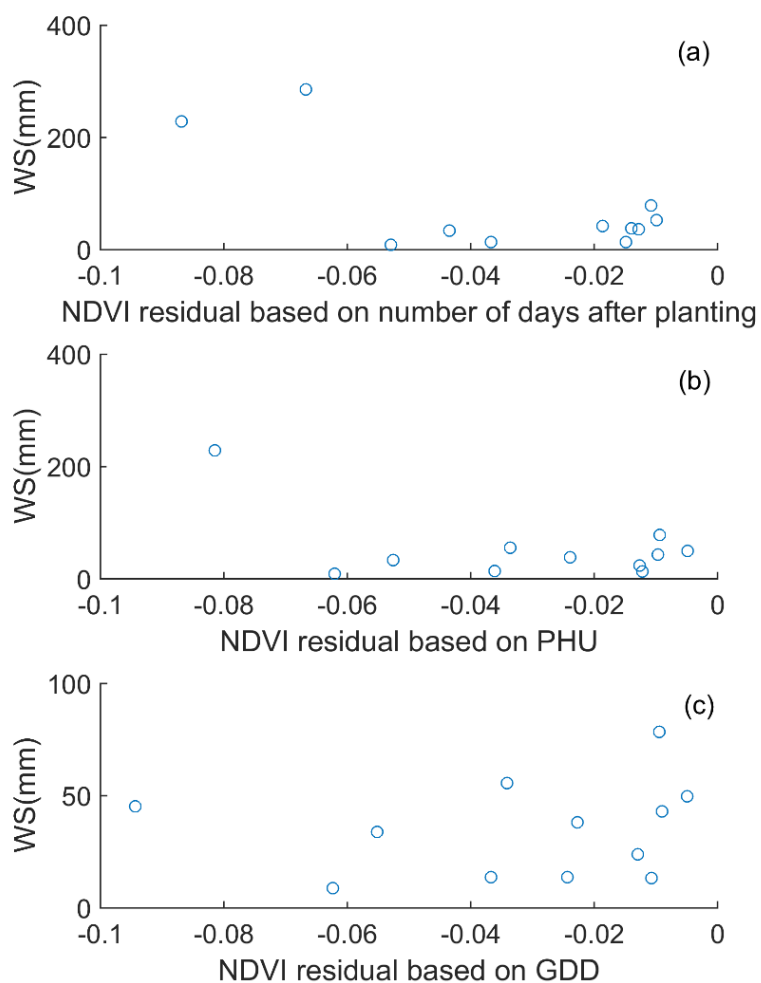 400
(a)
WS(mm)
200
0
-0.1 -0.08 -0.06 -0.04 -0.02 0
NDVI residual based on number of days after planting
400
(b)
WS(mm)
200
0
-0.1 -0.08 -0.06 -0.04 -0.02 0
NDVI residual based on PHU
100
(c)
WS(mm)
50
0
-0.1 -0.08 -0.06 -0.04 -0.02 0
NDVI residual based on GDD